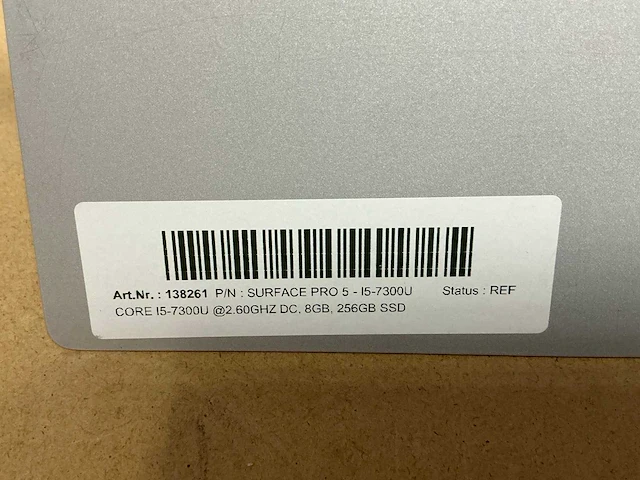 Art.Nr. : 138261 P/N : SURFACE PRO 5 - I5-7300U Status : REF
CORE I5-7300U @2.60GHZ DC, 8GB, 256GB SSD